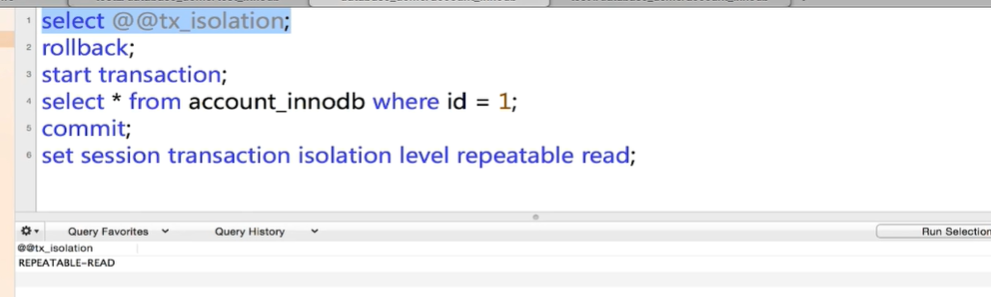 1 select @@tx_isolation;
2 rollback;
3 start transaction;
4 select * from account_innodb where id = 1;
5 commit;
6 set session transaction isolation level repeatable read;
Query Favorites Query History Run Selection
@@tx_isolation
REPEATABLE-READ